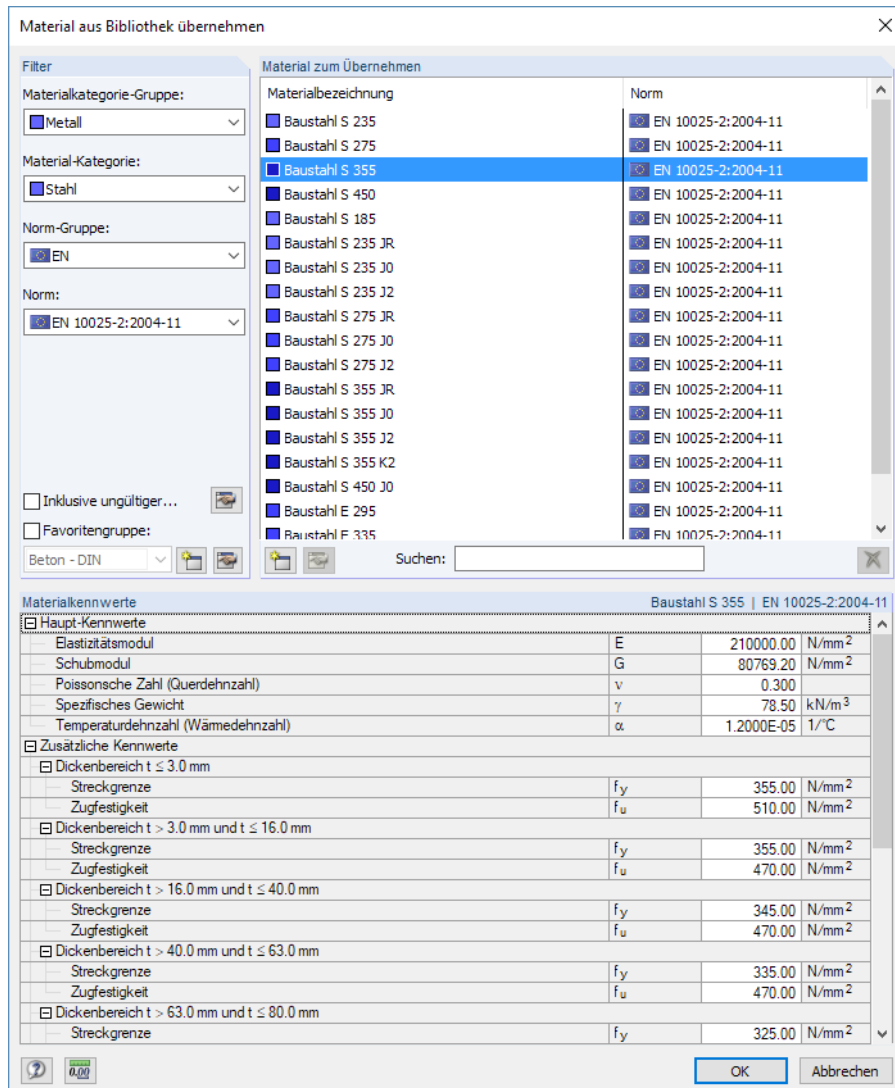 Material aus Bibliothek übernehmen
Filter
Materialkategorie-Gruppe:
Metall
Material-Kategorie:
Stahl
Norm-Gruppe:
EN
Norm:
EN 10025-2:2004-11
Inklusive ungültiger...
Favoritengruppe:
Beton - DIN
Material zum Übernehmen
Materialbezeichnung Norm
Baustahl S 235 EN 10025-2:2004-11
Baustahl S 275 EN 10025-2:2004-11
Baustahl S 355 EN 10025-2:2004-11
Baustahl S 450 EN 10025-2:2004-11
Baustahl S 185 EN 10025-2:2004-11
Baustahl S 235 JR EN 10025-2:2004-11
Baustahl S 235 J0 EN 10025-2:2004-11
Baustahl S 235 J2 EN 10025-2:2004-11
Baustahl S 275 JR EN 10025-2:2004-11
Baustahl S 275 J0 EN 10025-2:2004-11
Baustahl S 275 J2 EN 10025-2:2004-11
Baustahl S 355 JR EN 10025-2:2004-11
Baustahl S 355 J0 EN 10025-2:2004-11
Baustahl S 355 J2 EN 10025-2:2004-11
Baustahl S 355 K2 EN 10025-2:2004-11
Baustahl S 450 J0 EN 10025-2:2004-11
Baustahl E 295 EN 10025-2:2004-11
Baustahl E 335 EN 10025-2:2004-11
Suchen:
Materialkennwerte Baustahl S 355 | EN 10025-2:2004-11
Haupt-Kennwerte
Elastizitätsmodul E 210000.00 N/mm²
Schubmodul G 80769.20 N/mm²
Poissonsche Zahl (Querdehnzahl) ν 0.300
Spezifisches Gewicht γ 78.50 kN/m³
Temperaturdehnzahl (Wärmedehnzahl) α 1.2000E-05 1/°C
Zusätzliche Kennwerte
Dickenbereich t ≤ 3.0 mm
Streckgrenze fy 355.00 N/mm²
Zugfestigkeit fu 510.00 N/mm²
Dickenbereich t > 3.0 mm und t ≤ 16.0 mm
Streckgrenze fy 355.00 N/mm²
Zugfestigkeit fu 470.00 N/mm²
Dickenbereich t > 16.0 mm und t ≤ 40.0 mm
Streckgrenze fy 345.00 N/mm²
Zugfestigkeit fu 470.00 N/mm²
Dickenbereich t > 40.0 mm und t ≤ 63.0 mm
Streckgrenze fy 335.00 N/mm²
Zugfestigkeit fu 470.00 N/mm²
Dickenbereich t > 63.0 mm und t ≤ 80.0 mm
Streckgrenze fy 325.00 N/mm²
0.00
OK Abbrechen